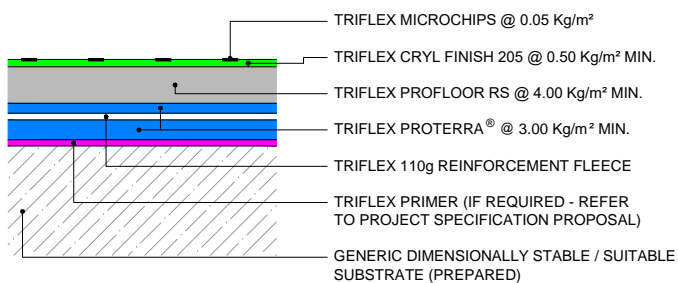 TRIFLEX MICROCHIPS @ 0.05 Kg/m²
TRIFLEX CRYL FINISH 205 @ 0.50 Kg/m² MIN.
TRIFLEX PROFLOOR RS @ 4.00 Kg/m² MIN.
TRIFLEX PROTERRA® @ 3.00 Kg/m² MIN.
TRIFLEX 110g REINFORCEMENT FLEECE
TRIFLEX PRIMER (IF REQUIRED - REFER
TO PROJECT SPECIFICATION PROPOSAL)
GENERIC DIMENSIONALLY STABLE / SUITABLE
SUBSTRATE (PREPARED)